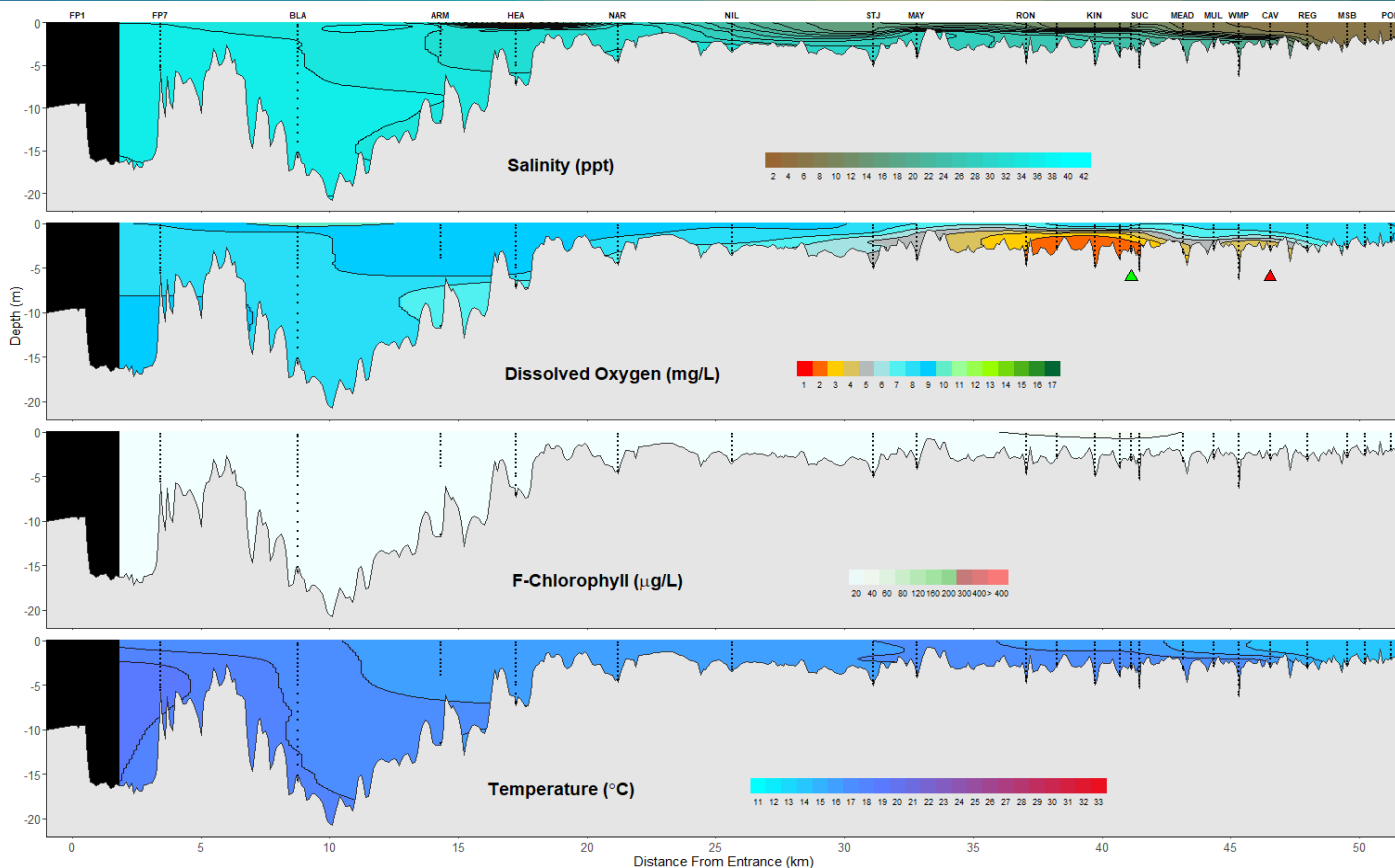 FP1 FP7 BLA ARM HEA NAR NIL STJ MAY RON KIN SUC MEAD MUL WMP CAV REG MSB
0
-5
-10
-15
-20
Salinity (ppt)
2 4 6 8 10 12 14 16 18 20 22 24 26 28 30 32 34 36 38 40 42
0
-5
-10
-15
-20
Dissolved Oxygen (mg/L)
1 2 3 4 5 6 7 8 9 10 11 12 13 14 15 16 17
Depth (m)
0
-5
-10
-15
-20
F-Chlorophyll (μg/L)
20 40 60 80 120 160 200 300 400 > 400
0
-5
-10
-15
-20
Temperature (°C)
11 12 13 14 15 16 17 18 19 20 21 22 23 24 25 26 27 28 29 30 31 32 33
0 5 10 15 20 25 30 35 40 45 50
Distance From Entrance (km)